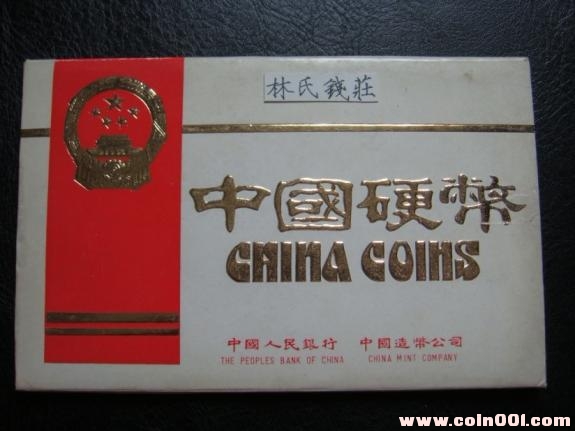 林氏錢莊
中國硬幣
CHINA COINS
中國人民銀行 中國造幣公司
THE PEOPLES BANK OF CHINA CHINA MINT COMPANY
www.coin001.com